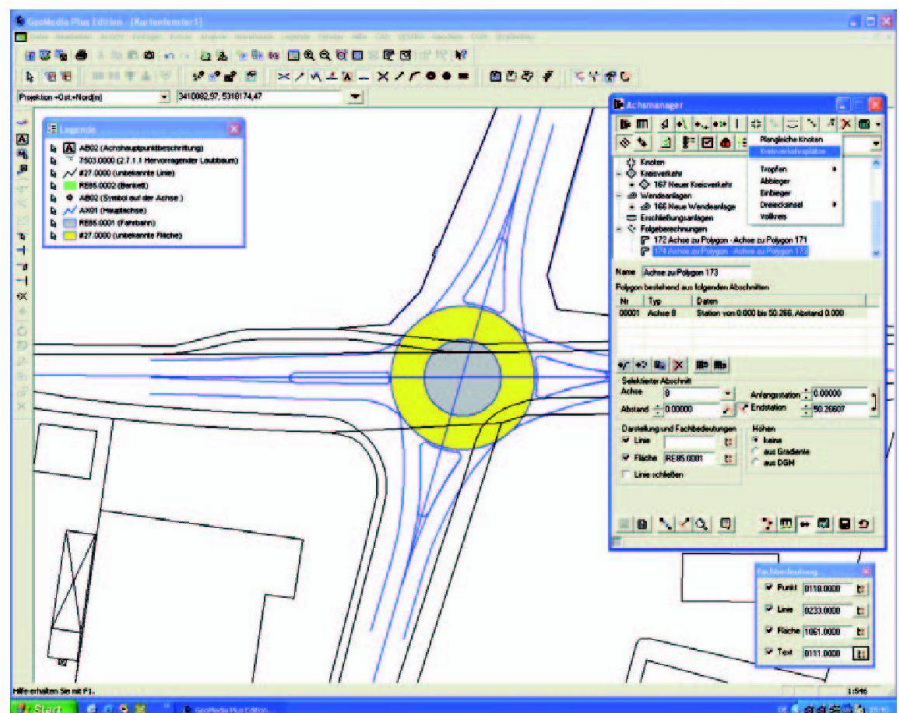 GeoMedia Plus Edition - [Kartenfenster1]
Projektion +Ost,+Nord(m)
3410082,97, 5318174,47
Legende
AB02 (Achshauptpunktbeschriftung)
7503.0000 (2.7.1.1 Hervorragender Laubbaum)
#27.0000 (unbekannte Linie)
RE85.0002 (Bankett)
AB02 (Symbol auf der Achse )
AX01 (Hauptachse)
RE85.0001 (Fahrbahn)
#27.0000 (unbekannte Fläche)
Achsmanager
Plangleiche Knoten
Kreisverkehrsplätze
Tropfen
Abbieger
Einbieger
Dreiecksinsel
Vollkreis
Knoten
Kreisverkehr
167 Neuer Kreisverkehr
Wendeanlagen
166 Neue Wendeanlage
Erschließungsanlagen
Folgeberechnungen
172 Achse zu Polygon - Achse zu Polygon 171
174 Achse zu Polygon - Achse zu Polygon 173
Name Achse zu Polygon 173
Polygon bestehend aus folgenden Abschnitten
Nr Typ Daten
00001 Achse 8 Station von 0.000 bis 50.266, Abstand 0.000
Selektierter Abschnitt
Achse 8 Anfangsstation 0.00000
Abstand 0.00000 Endstation 50.26607
Darstellung und Fachbedeutungen
Höhen
Linie
keine
Fläche RE85.0001
aus Gradiente
aus DGM
Linie schließen
Fachbedeutung
Punkt 0118.0000
Linie 0233.0000
Fläche 1061.0000
Text 0111.0000
Hilfe erhalten Sie mit F1.
1:546
Start
GeoMedia Plus Edition...
DE